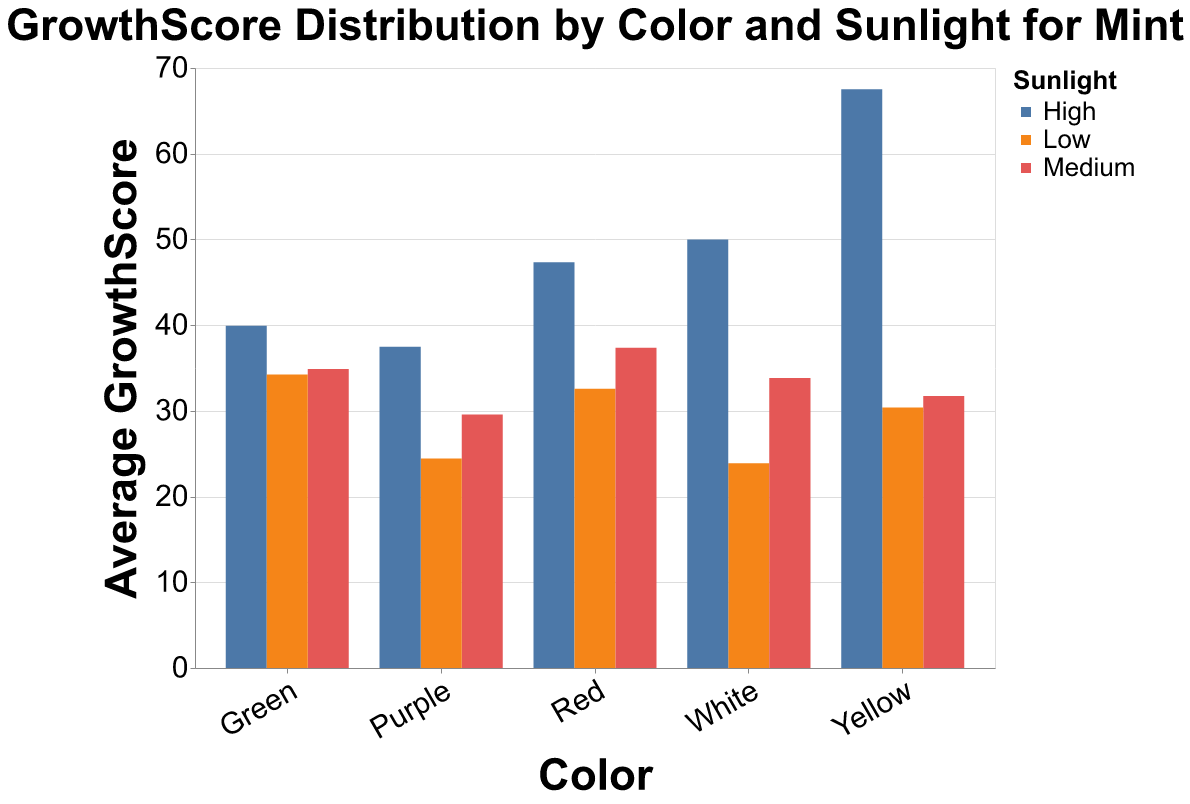 GrowthScore Distribution by Color and Sunlight for Mint
Average GrowthScore
70
60
50
40
30
20
10
0
Green
Purple
Red
White
Yellow
Color
Sunlight
High
Low
Medium